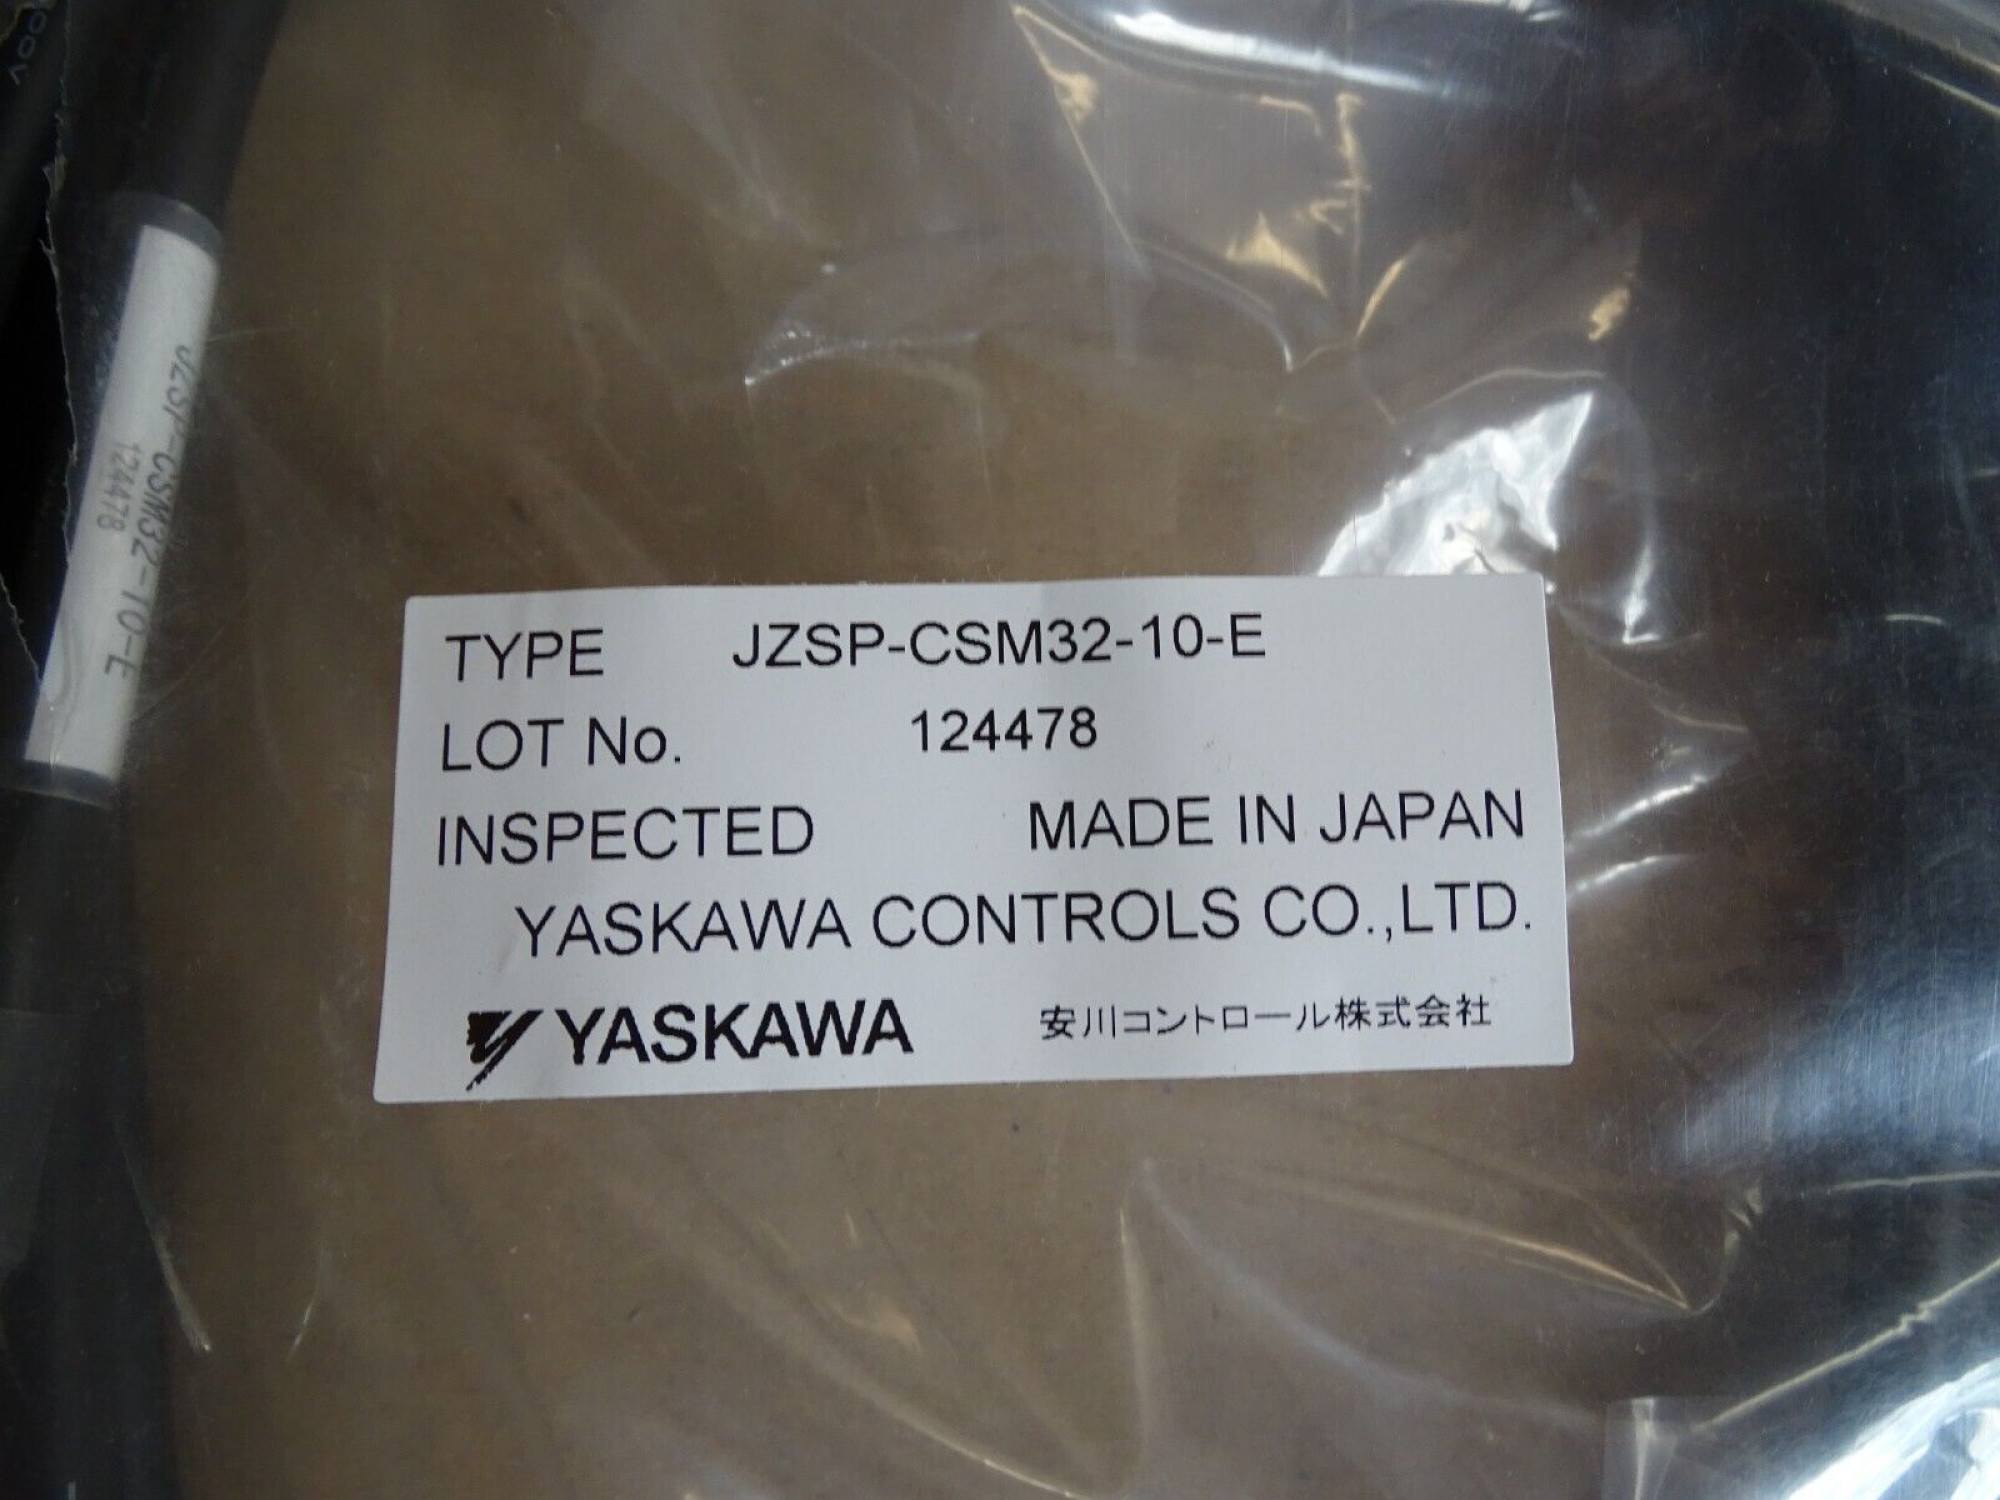 JZSP-CSM32-10-E
124478
TYPE JZSP-CSM32-10-E
LOT No. 124478
INSPECTED MADE IN JAPAN
YASKAWA CONTROLS CO.,LTD.
YASKAWA 安川コントロール株式会社